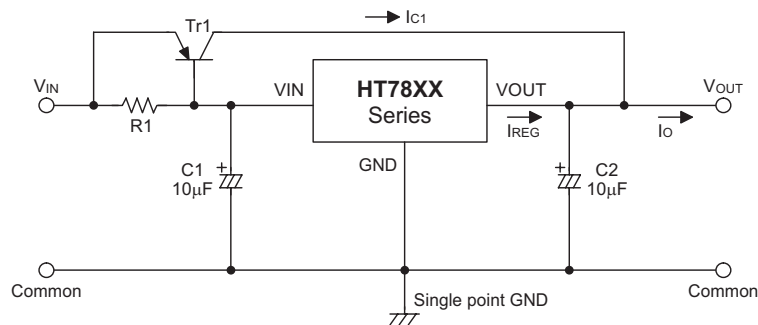 Tr1
IC1
VIN
R1
VIN
HT78XX
Series
VOUT
IREG
VOUT
IO
GND
C1
10μF
C2
10μF
Common
Single point GND
Common